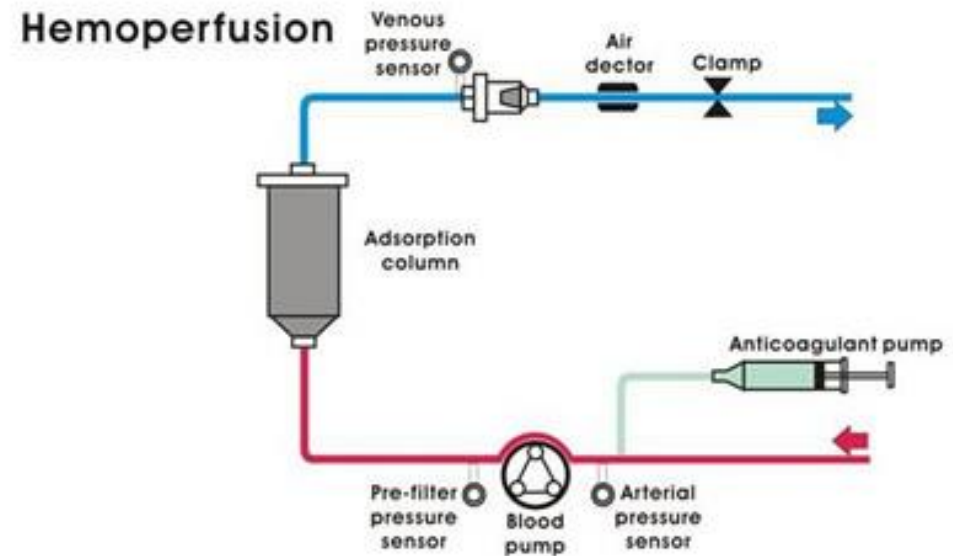 Hemoperfusion
Venous
pressure
sensor
Air
dector
Clamp
Adsorption
column
Anticoagulant pump
Pre-filter
pressure
sensor
Blood
pump
Arterial
pressure
sensor